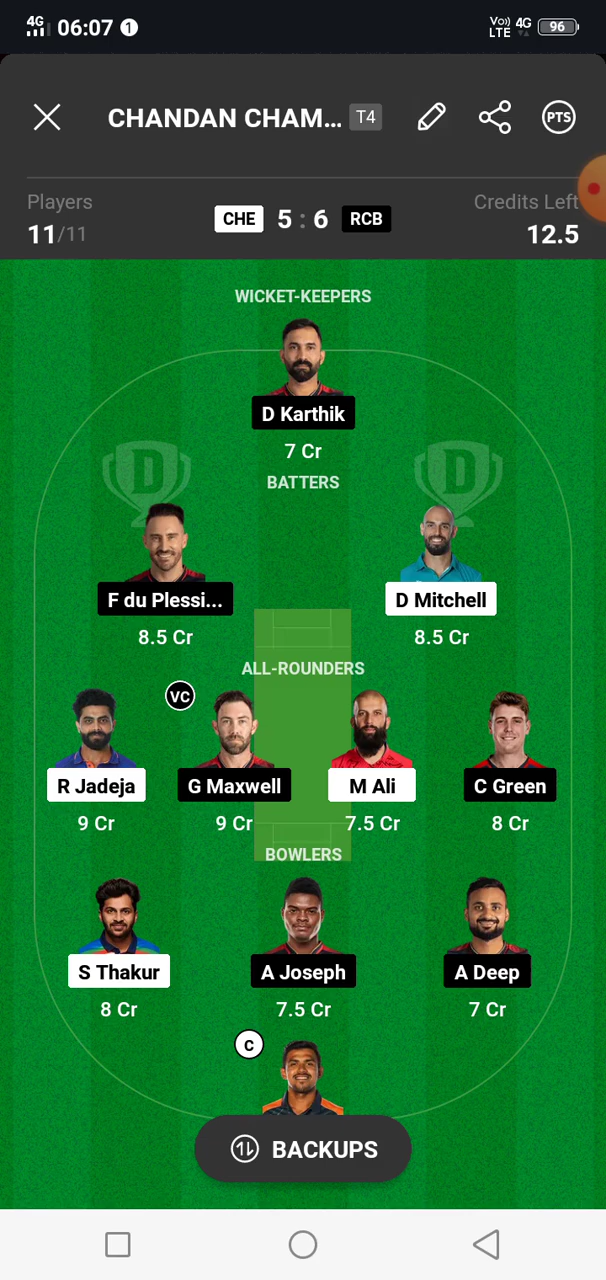 4G 06:07 1 Vo)) LTE 4G 96
CHANDAN CHAM... T4 PTS
Players Credits Left
11/11 CHE 5 : 6 RCB 12.5
WICKET-KEEPERS
D Karthik
7 Cr
BATTERS
F du Plessi... D Mitchell
8.5 Cr 8.5 Cr
ALL-ROUNDERS
VC
R Jadeja G Maxwell M Ali C Green
9 Cr 9 Cr 7.5 Cr 8 Cr
BOWLERS
S Thakur A Joseph A Deep
8 Cr 7.5 Cr 7 Cr
C
BACKUPS